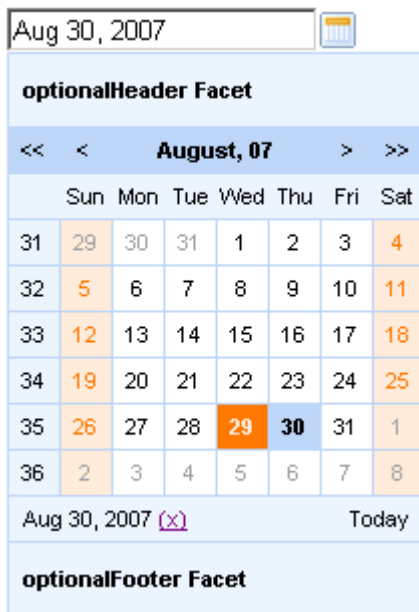 Aug 30, 2007
optionalHeader Facet
<< < August, 07 > >>
Sun Mon Tue Wed Thu Fri Sat
31 29 30 31 1 2 3 4
32 5 6 7 8 9 10 11
33 12 13 14 15 16 17 18
34 19 20 21 22 23 24 25
35 26 27 28 29 30 31 1
36 2 3 4 5 6 7 8
Aug 30, 2007 (x) Today
optionalFooter Facet